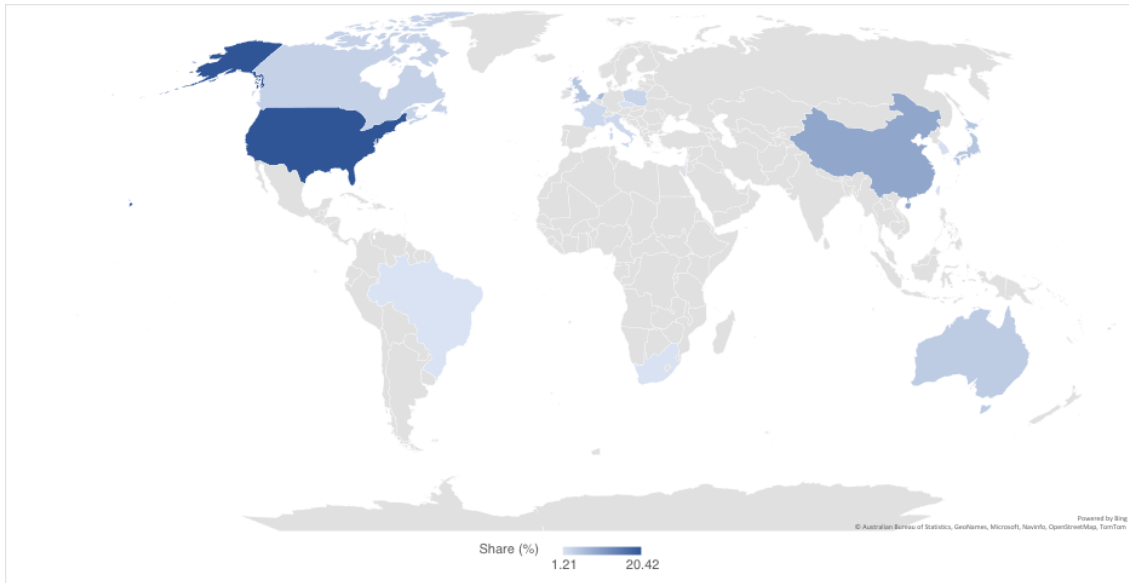 Powered by Bing
© Australian Bureau of Statistics, GeoNames, Microsoft, Navinfo, OpenStreetMap, TomTom
Share (%)
1.21 20.42